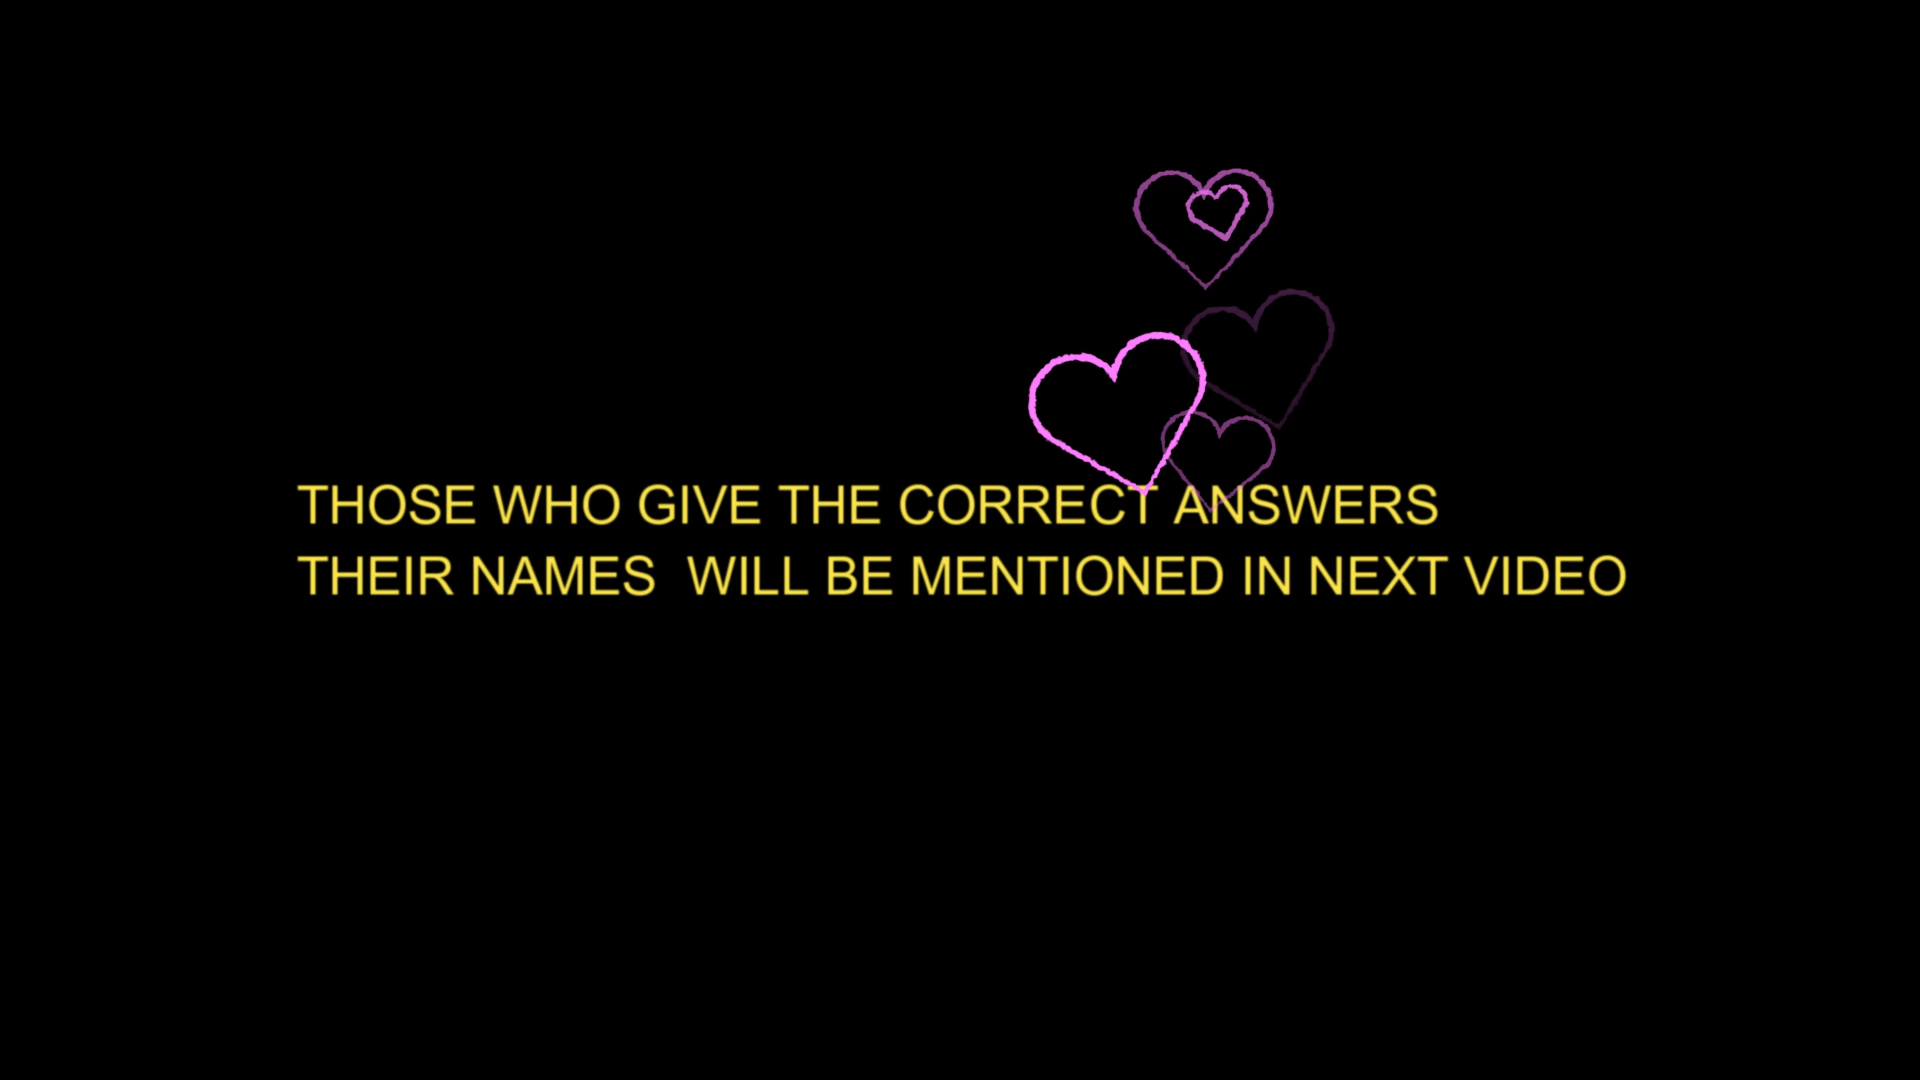 THOSE WHO GIVE THE CORRECT ANSWERS
THEIR NAMES  WILL BE MENTIONED IN NEXT VIDEO